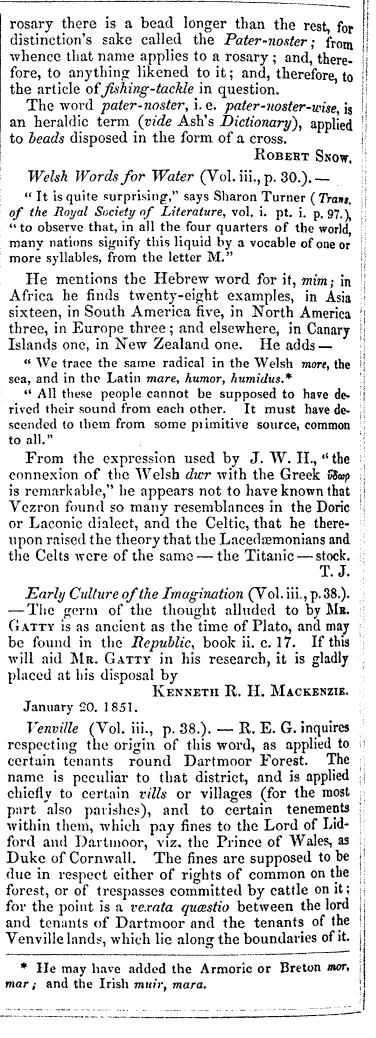 rosary there is a bead longer than the rest, for
distinction's sake called the Pater-noster; from
whence that name applies to a rosary; and, there-
fore, to anything likened to it; and, therefore, to
the article of fishing-tackle in question.
The word pater-noster, i. e. pater-noster-wise, is
an heraldic term (vide Ash's Dictionary), applied
to beads disposed in the form of a cross.
ROBERT SNOW.
Welsh Words for Water (Vol. iii., p. 30.). —
"It is quite surprising," says Sharon Turner (Trans.
of the Royal Society of Literature, vol. i. pt. i. p. 97.),
"to observe that, in all the four quarters of the world,
many nations signify this liquid by a vocable of one or
more syllables, from the letter M."
He mentions the Hebrew word for it, mim; in
Africa he finds twenty-eight examples, in Asia
sixteen, in South America five, in North America
three, in Europe three; and elsewhere, in Canary
Islands one, in New Zealand one. He adds —
"We trace the same radical in the Welsh more, the
sea, and in the Latin mare, humor, humidus.*
"All these people cannot be supposed to have de-
rived their sound from each other. It must have de-
scended to them from some primitive source, common
to all."
From the expression used by J. W. H., "the
connexion of the Welsh dwr with the Greek ὕδωρ
is remarkable," he appears not to have known that
Vezron found so many resemblances in the Doric
or Laconic dialect, and the Celtic, that he there-
upon raised the theory that the Lacedæmonians and
the Celts were of the same — the Titanic — stock.
T. J.
Early Culture of the Imagination (Vol. iii., p. 38.).
— The germ of the thought alluded to by MR.
GATTY is as ancient as the time of Plato, and may
be found in the Republic, book ii. c. 17. If this
will aid MR. GATTY in his research, it is gladly
placed at his disposal by
KENNETH R. H. MACKENZIE.
January 20. 1851.
Venville (Vol. iii., p. 38.). — R. E. G. inquires
respecting the origin of this word, as applied to
certain tenants round Dartmoor Forest. The
name is peculiar to that district, and is applied
chiefly to certain vills or villages (for the most
part also parishes), and to certain tenements
within them, which pay fines to the Lord of Lid-
ford and Dartmoor, viz. the Prince of Wales, as
Duke of Cornwall. The fines are supposed to be
due in respect either of rights of common on the
forest, or of trespasses committed by cattle on it;
for the point is a vexata quæstio between the lord
and tenants of Dartmoor and the tenants of the
Venville lands, which lie along the boundaries of it.
* He may have added the Armoric or Breton mor,
mar; and the Irish muir, mara.